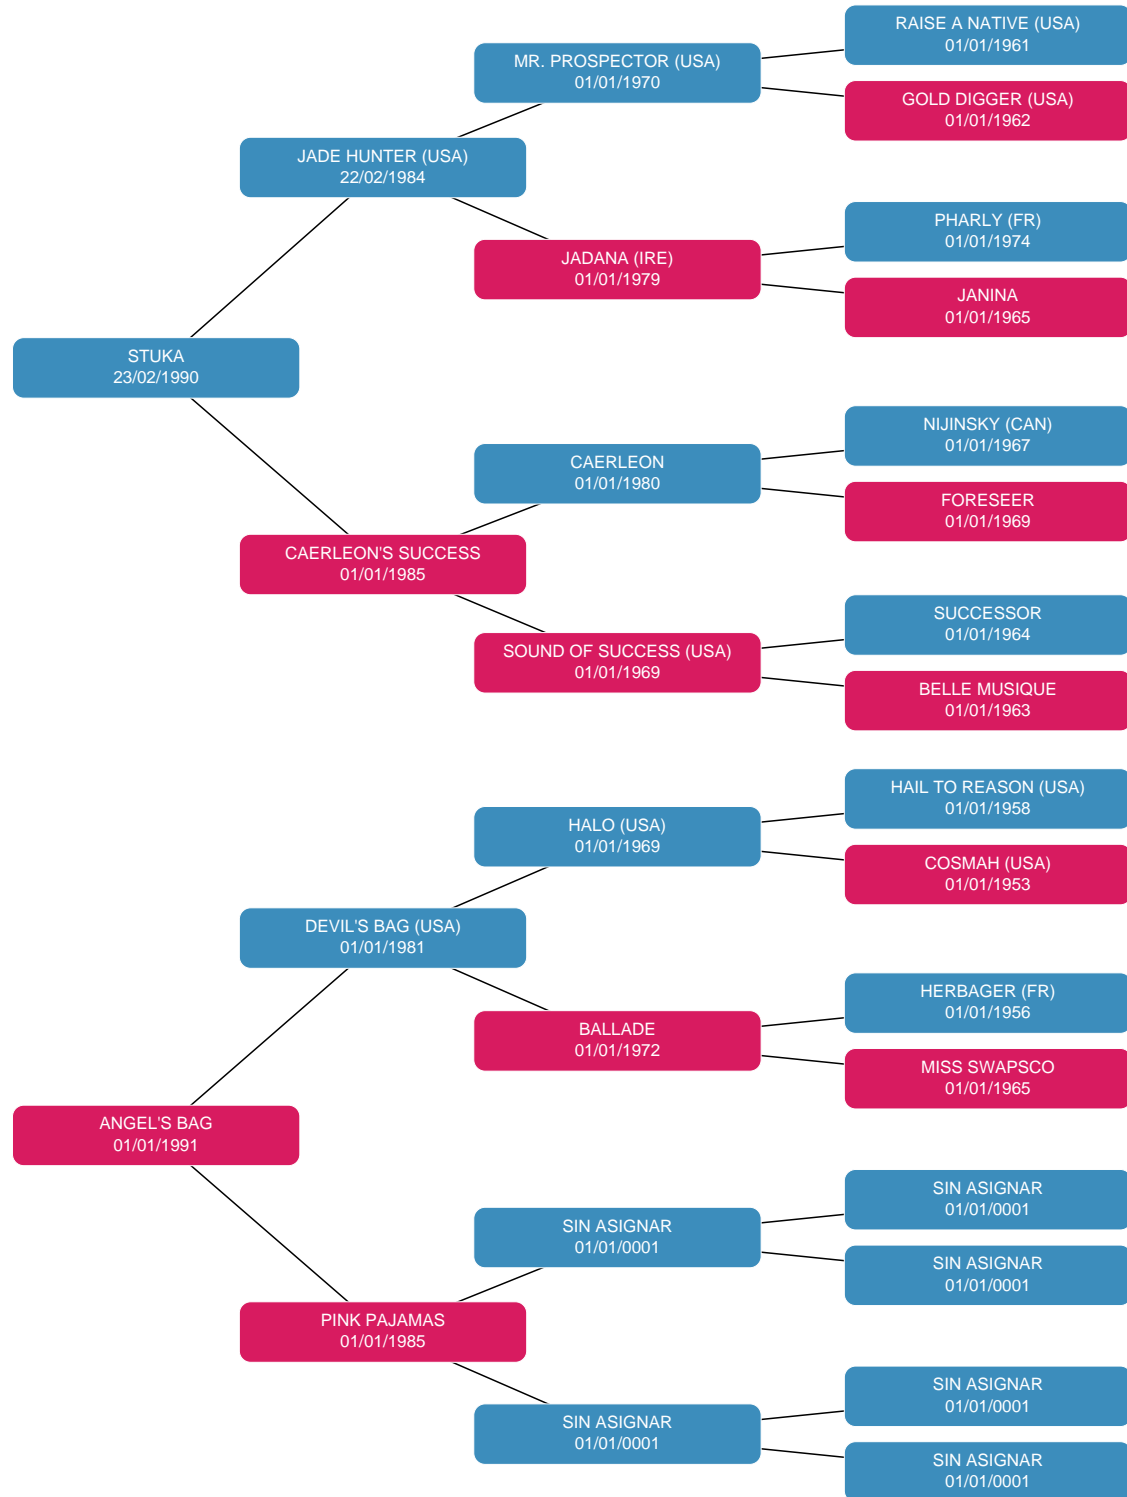 RAISE A NATIVE (USA)
01/01/1961
MR. PROSPECTOR (USA)
01/01/1970
GOLD DIGGER (USA)
01/01/1962
JADE HUNTER (USA)
22/02/1984
PHARLY (FR)
01/01/1974
JADANA (IRE)
01/01/1979
JANINA
01/01/1965
STUKA
23/02/1990
NIJINSKY (CAN)
01/01/1967
CAERLEON
01/01/1980
FORESEER
01/01/1969
CAERLEON'S SUCCESS
01/01/1985
SUCCESSOR
01/01/1964
SOUND OF SUCCESS (USA)
01/01/1969
BELLE MUSIQUE
01/01/1963
HAIL TO REASON (USA)
01/01/1958
HALO (USA)
01/01/1969
COSMAH (USA)
01/01/1953
DEVIL'S BAG (USA)
01/01/1981
HERBAGER (FR)
01/01/1956
BALLADE
01/01/1972
MISS SWAPSCO
01/01/1965
ANGEL'S BAG
01/01/1991
SIN ASIGNAR
01/01/0001
SIN ASIGNAR
01/01/0001
SIN ASIGNAR
01/01/0001
PINK PAJAMAS
01/01/1985
SIN ASIGNAR
01/01/0001
SIN ASIGNAR
01/01/0001
SIN ASIGNAR
01/01/0001